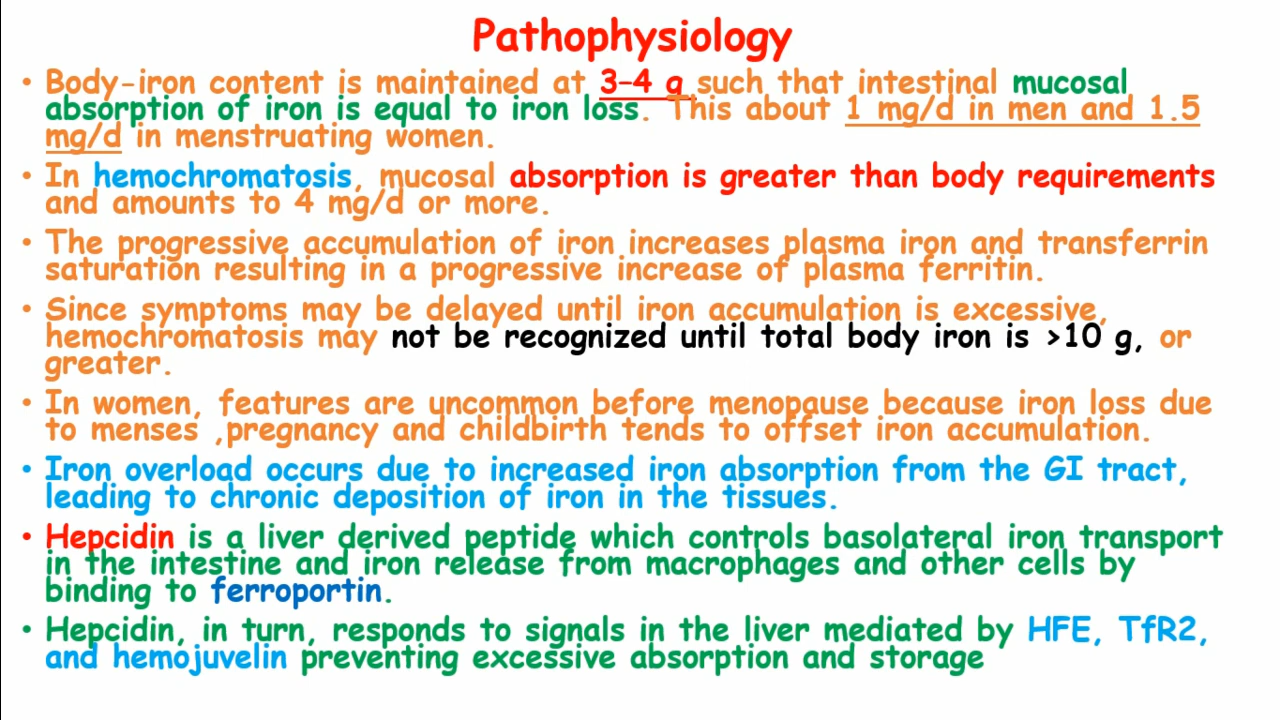 Pathophysiology
• Body-iron content is maintained at 3–4 g such that intestinal mucosal
absorption of iron is equal to iron loss. This about 1 mg/d in men and 1.5
mg/d in menstruating women.
• In hemochromatosis, mucosal absorption is greater than body requirements
and amounts to 4 mg/d or more.
• The progressive accumulation of iron increases plasma iron and transferrin
saturation resulting in a progressive increase of plasma ferritin.
• Since symptoms may be delayed until iron accumulation is excessive,
hemochromatosis may not be recognized until total body iron is >10 g, or
greater.
• In women, features are uncommon before menopause because iron loss due
to menses ,pregnancy and childbirth tends to offset iron accumulation.
• Iron overload occurs due to increased iron absorption from the GI tract,
leading to chronic deposition of iron in the tissues.
• Hepcidin is a liver derived peptide which controls basolateral iron transport
in the intestine and iron release from macrophages and other cells by
binding to ferroportin.
• Hepcidin, in turn, responds to signals in the liver mediated by HFE, TfR2,
and hemojuvelin preventing excessive absorption and storage